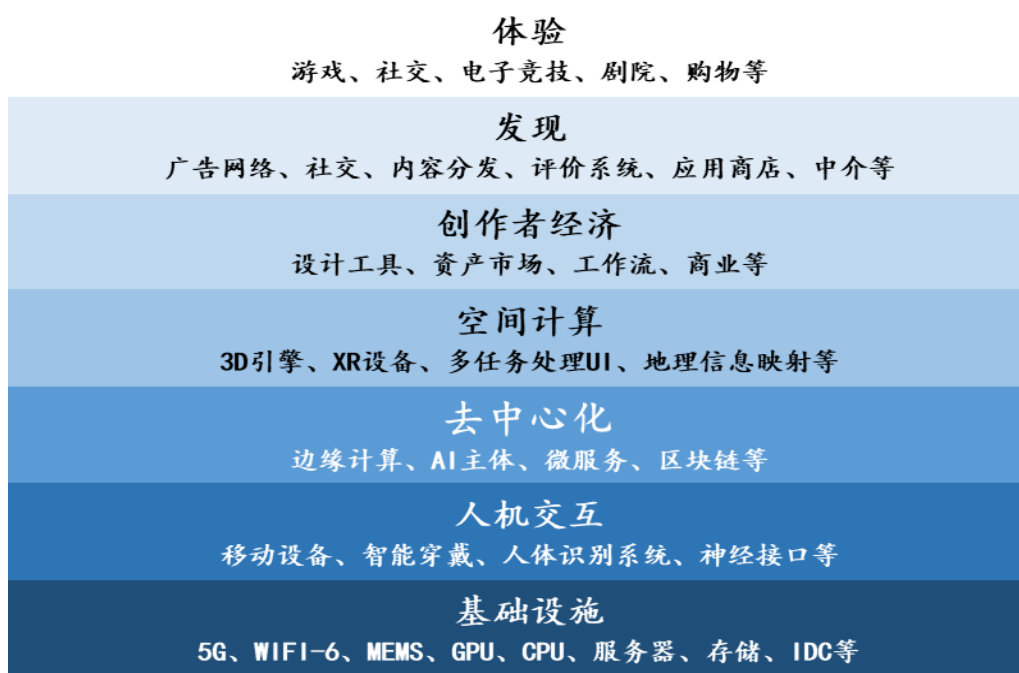 体验
游戏、社交、电子竞技、剧院、购物等
发现
广告网络、社交、内容分发、评价系统、应用商店、中介等
创作者经济
设计工具、资产市场、工作流、商业等
空间计算
3D引擎、XR设备、多任务处理UI、地理信息映射等
去中心化
边缘计算、AI主体、微服务、区块链等
人机交互
移动设备、智能穿戴、人体识别系统、神经接口等
基础设施
5G、WIFI-6、MEMS、GPU、CPU、服务器、存储、IDC等